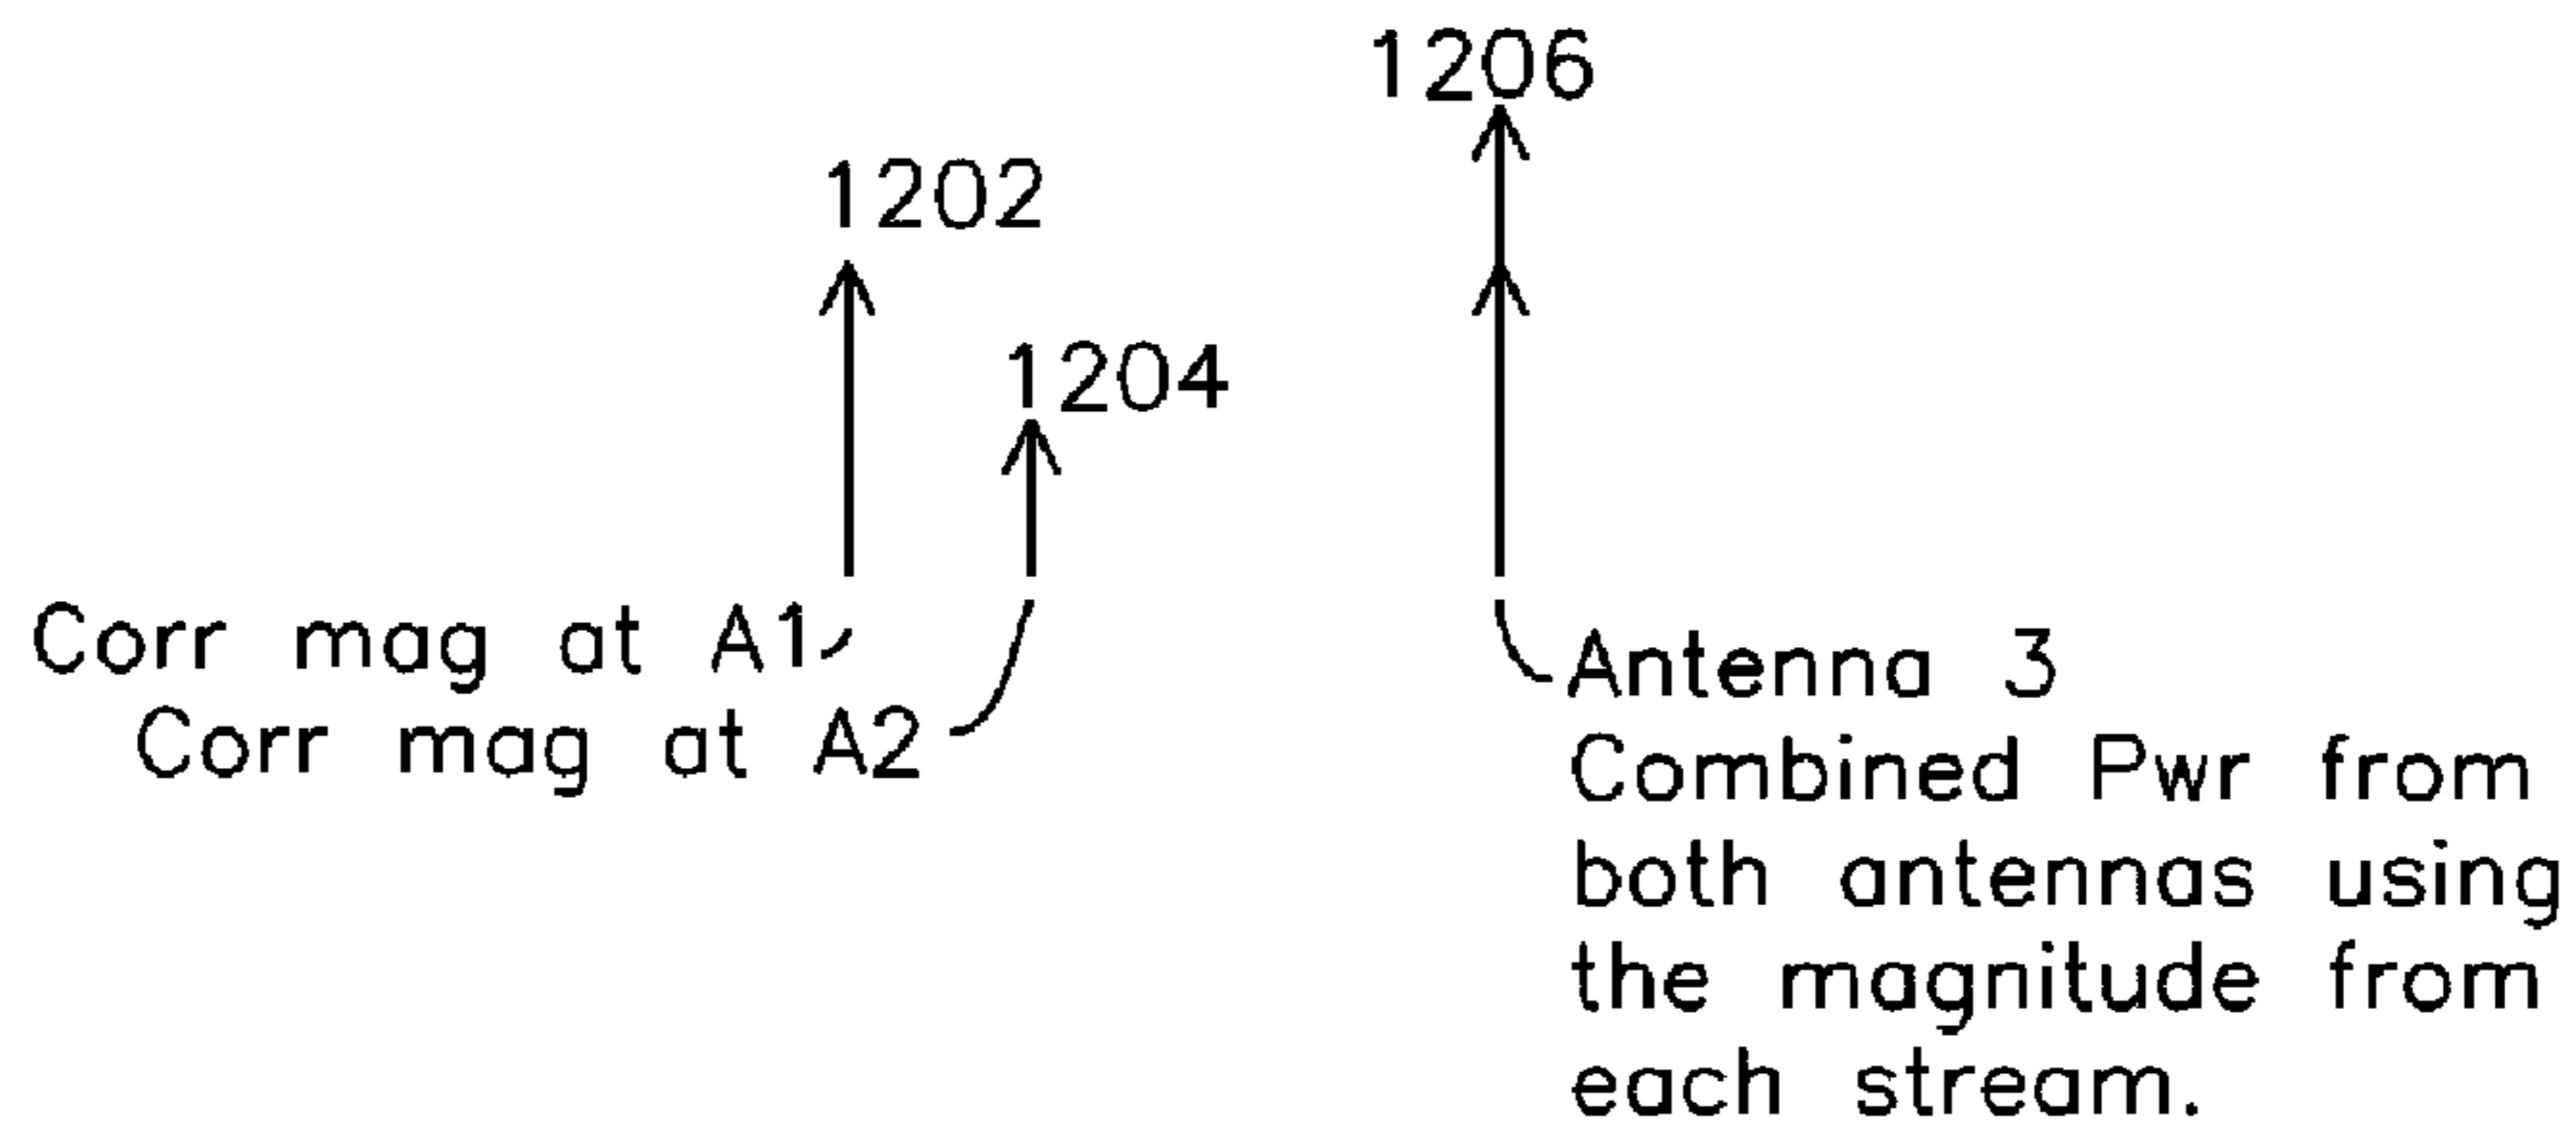 1206
1202
1204
Corr mag at A1
Corr mag at A2
Antenna 3
Combined Pwr from
both antennas using
the magnitude from
each stream.